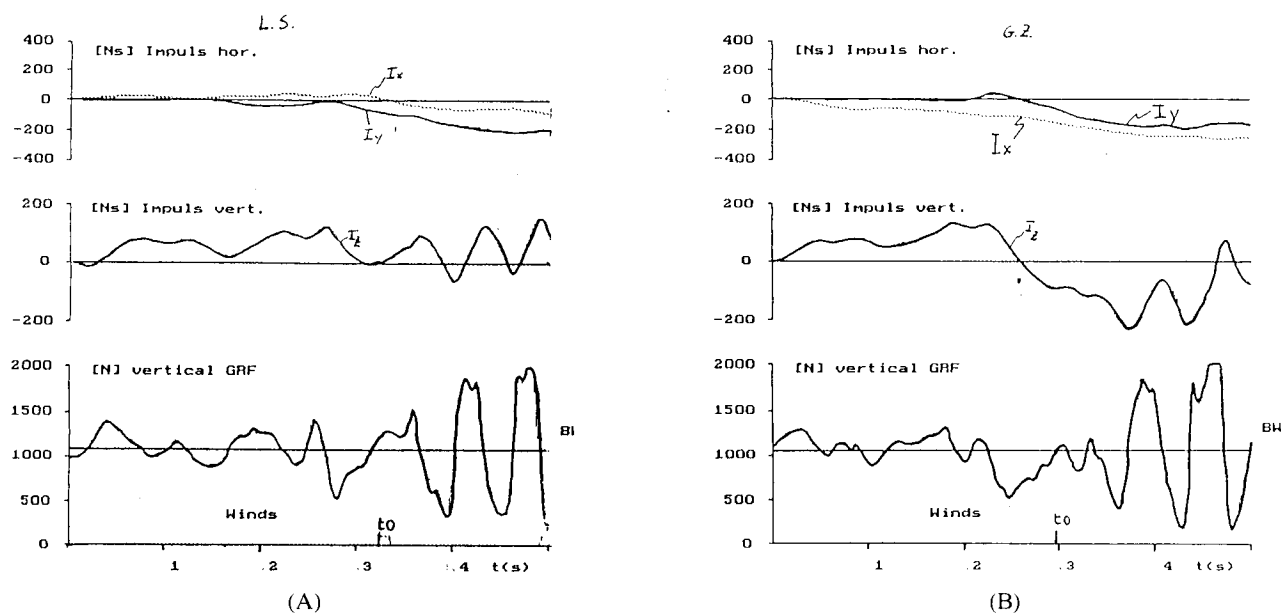 L.S.
400
[Ns] Impuls hor.
200
0
-200
-400
Ix
Iy
200
[Ns] Impuls vert.
0
-200
Iz
2000
[N] vertical GRF
1500
1000
500
0
BW
Winds
to
1 .2 .3 .4 t(s)
(A)
G.Z.
400
[Ns] Impuls hor.
200
0
-200
-400
Iy
Ix
200
[Ns] Impuls vert.
0
-200
Iz
2000
[N] vertical GRF
1500
1000
500
0
BW
Winds
to
1 .2 .3 4 t(s)
(B)